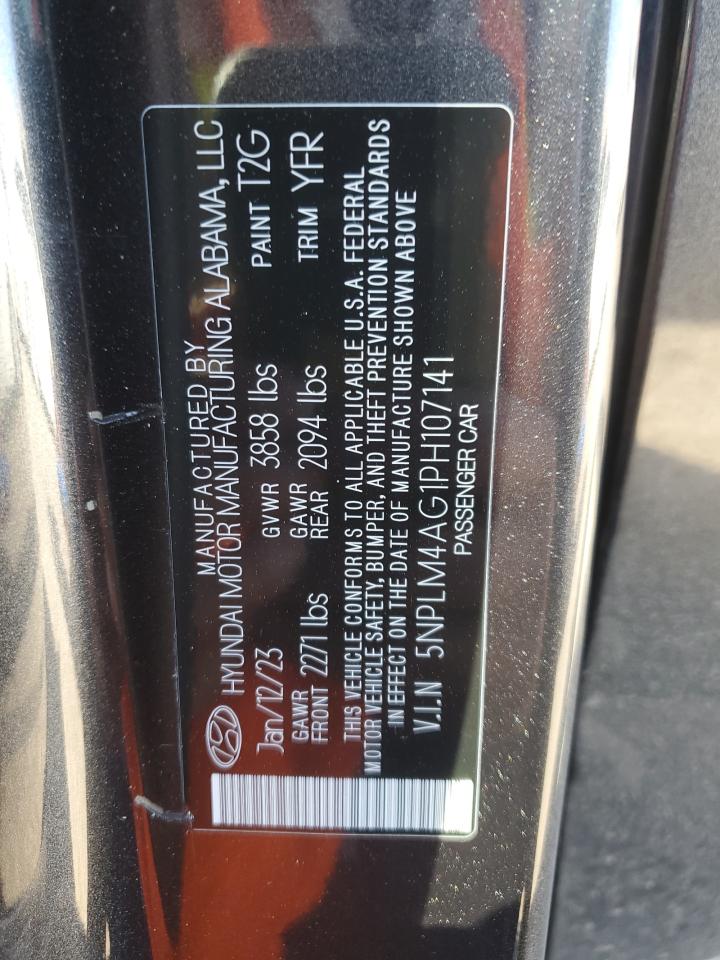 MANUFACTURED BY
HYUNDAI MOTOR MANUFACTURING ALABAMA, LLC
Jan/12/23 GVWR 3858 lbs PAINT T2G
GAWR FRONT 2271 lbs GAWR REAR 2094 lbs TRIM YFR
THIS VEHICLE CONFORMS TO ALL APPLICABLE U.S.A. FEDERAL
MOTOR VEHICLE SAFETY, BUMPER, AND THEFT PREVENTION STANDARDS
IN EFFECT ON THE DATE OF MANUFACTURE SHOWN ABOVE
V.I.N 5NPLM4AG1PH107141
PASSENGER CAR